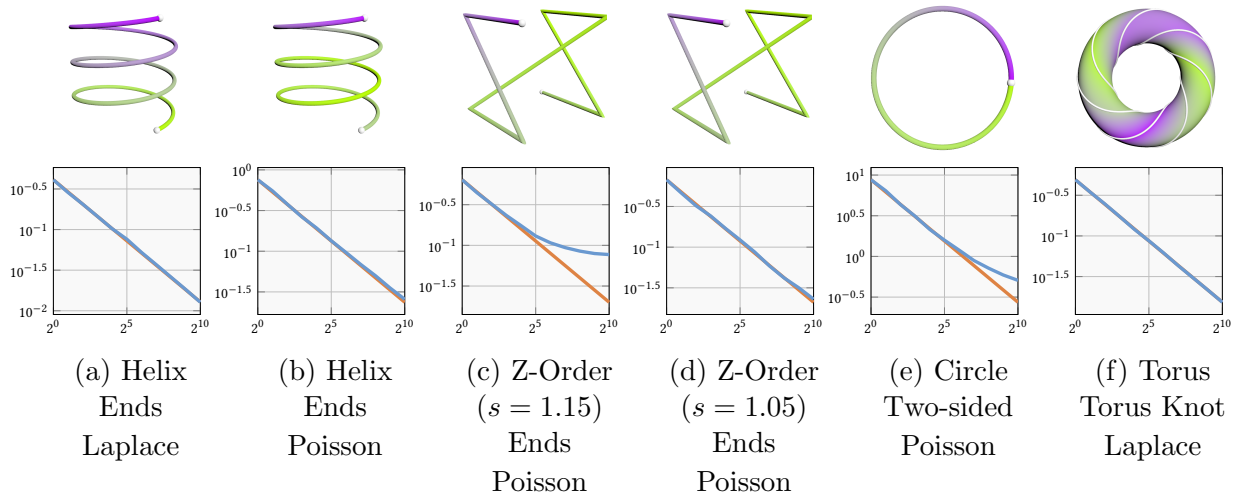 10^−0.5
10^−1
10^−1.5
10^−2
2^0 2^5 2^10
10^0
10^−0.5
10^−1
10^−1.5
2^0 2^5 2^10
10^−0.5
10^−1
10^−1.5
2^0 2^5 2^10
10^−0.5
10^−1
10^−1.5
2^0 2^5 2^10
10^1
10^0.5
10^0
10^−0.5
2^0 2^5 2^10
10^−0.5
10^−1
10^−1.5
2^0 2^5 2^10
(a) Helix
Ends
Laplace
(b) Helix
Ends
Poisson
(c) Z-Order
(s = 1.15)
Ends
Poisson
(d) Z-Order
(s = 1.05)
Ends
Poisson
(e) Circle
Two-sided
Poisson
(f) Torus
Torus Knot
Laplace